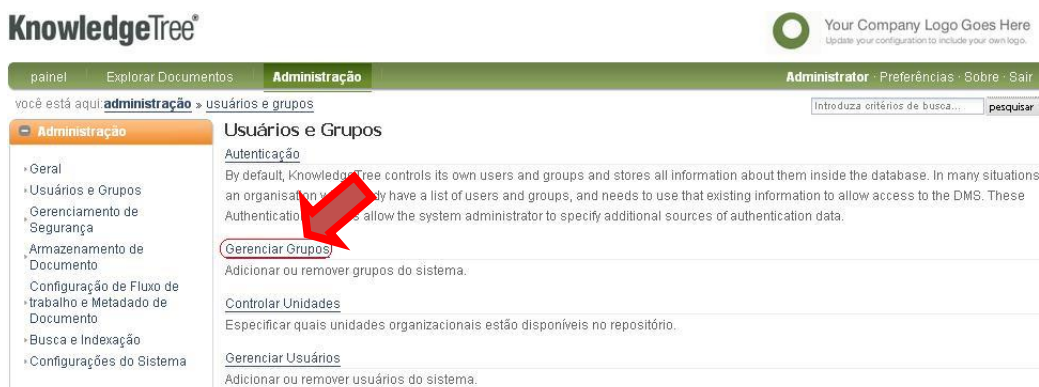 KnowledgeTree®
Your Company Logo Goes Here
Update your configuration to include your own logo.
painel Explorar Documentos Administração
Administrator · Preferências · Sobre · Sair
você está aqui:administração » usuários e grupos
Introduza critérios de busca... pesquisar
Administração
Geral
Usuários e Grupos
Gerenciamento de
Segurança
Armazenamento de
Documento
Configuração de Fluxo de
trabalho e Metadado de
Documento
Busca e Indexação
Configurações do Sistema
Usuários e Grupos
Autenticação
By default, KnowledgeTree controls its own users and groups and stores all information about them inside the database. In many situations
an organisation have a list of users and groups, and needs to use that existing information to allow access to the DMS. These
Authentication allow the system administrator to specify additional sources of authentication data.
Gerenciar Grupos
Adicionar ou remover grupos do sistema.
Controlar Unidades
Especificar quais unidades organizacionais estão disponíveis no repositório.
Gerenciar Usuários
Adicionar ou remover usuários do sistema.